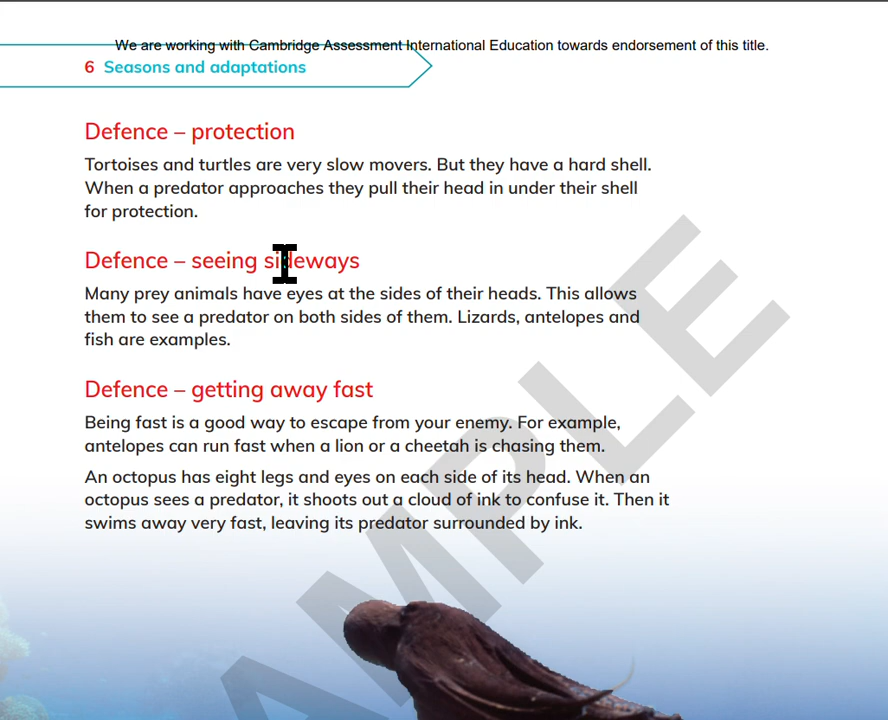 We are working with Cambridge Assessment International Education towards endorsement of this title.
6 Seasons and adaptations
Defence – protection
Tortoises and turtles are very slow movers. But they have a hard shell.
When a predator approaches they pull their head in under their shell
for protection.
Defence – seeing sideways
Many prey animals have eyes at the sides of their heads. This allows
them to see a predator on both sides of them. Lizards, antelopes and
fish are examples.
Defence – getting away fast
Being fast is a good way to escape from your enemy. For example,
antelopes can run fast when a lion or a cheetah is chasing them.
An octopus has eight legs and eyes on each side of its head. When an
octopus sees a predator, it shoots out a cloud of ink to confuse it. Then it
swims away very fast, leaving its predator surrounded by ink.
AMPLE